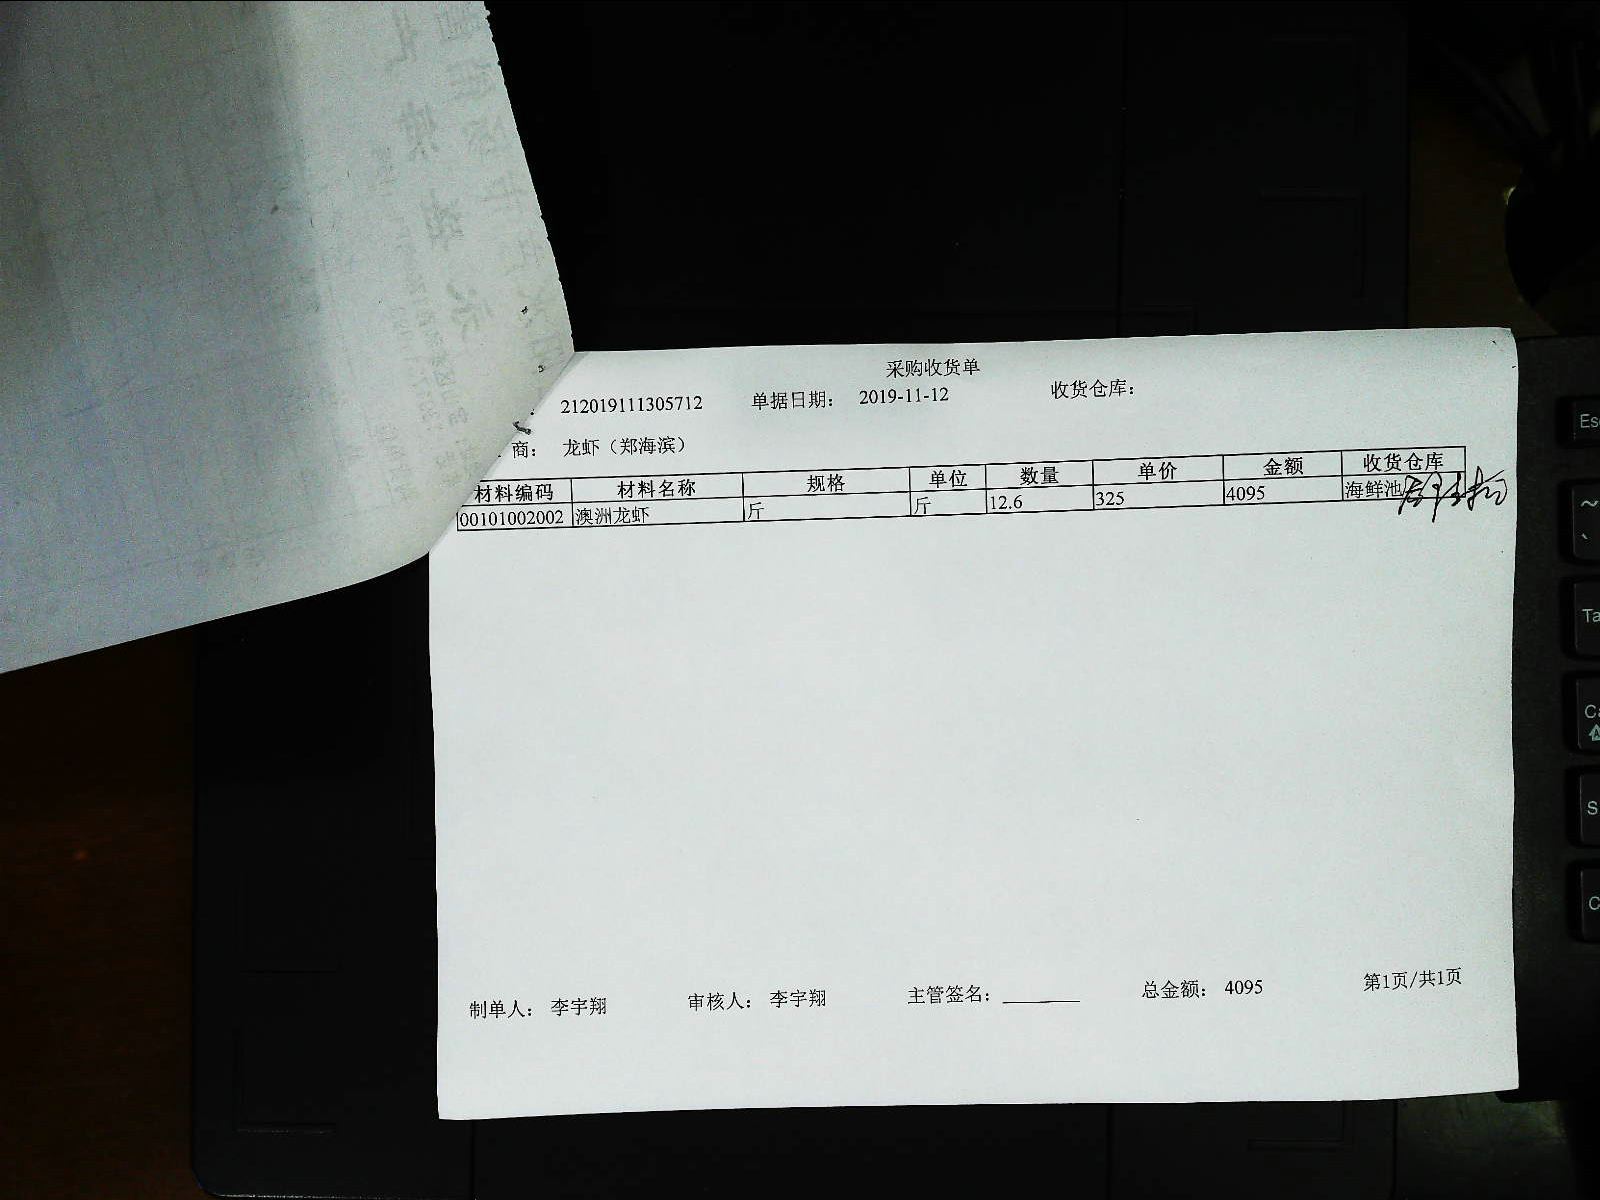 采购收货单
： 212019111305712 单据日期： 2019-11-12 收货仓库：
商： 龙虾（郑海滨）
材料编码 材料名称 规格 单位 数量 单价 金额 收货仓库
00101002002 澳洲龙虾 斤 斤 12.6 325 4095 海鲜池
制单人： 李宇翔 审核人： 李宇翔 主管签名： 总金额： 4095 第1页/共1页
Esc
~
、
Ta
Ca
S
C